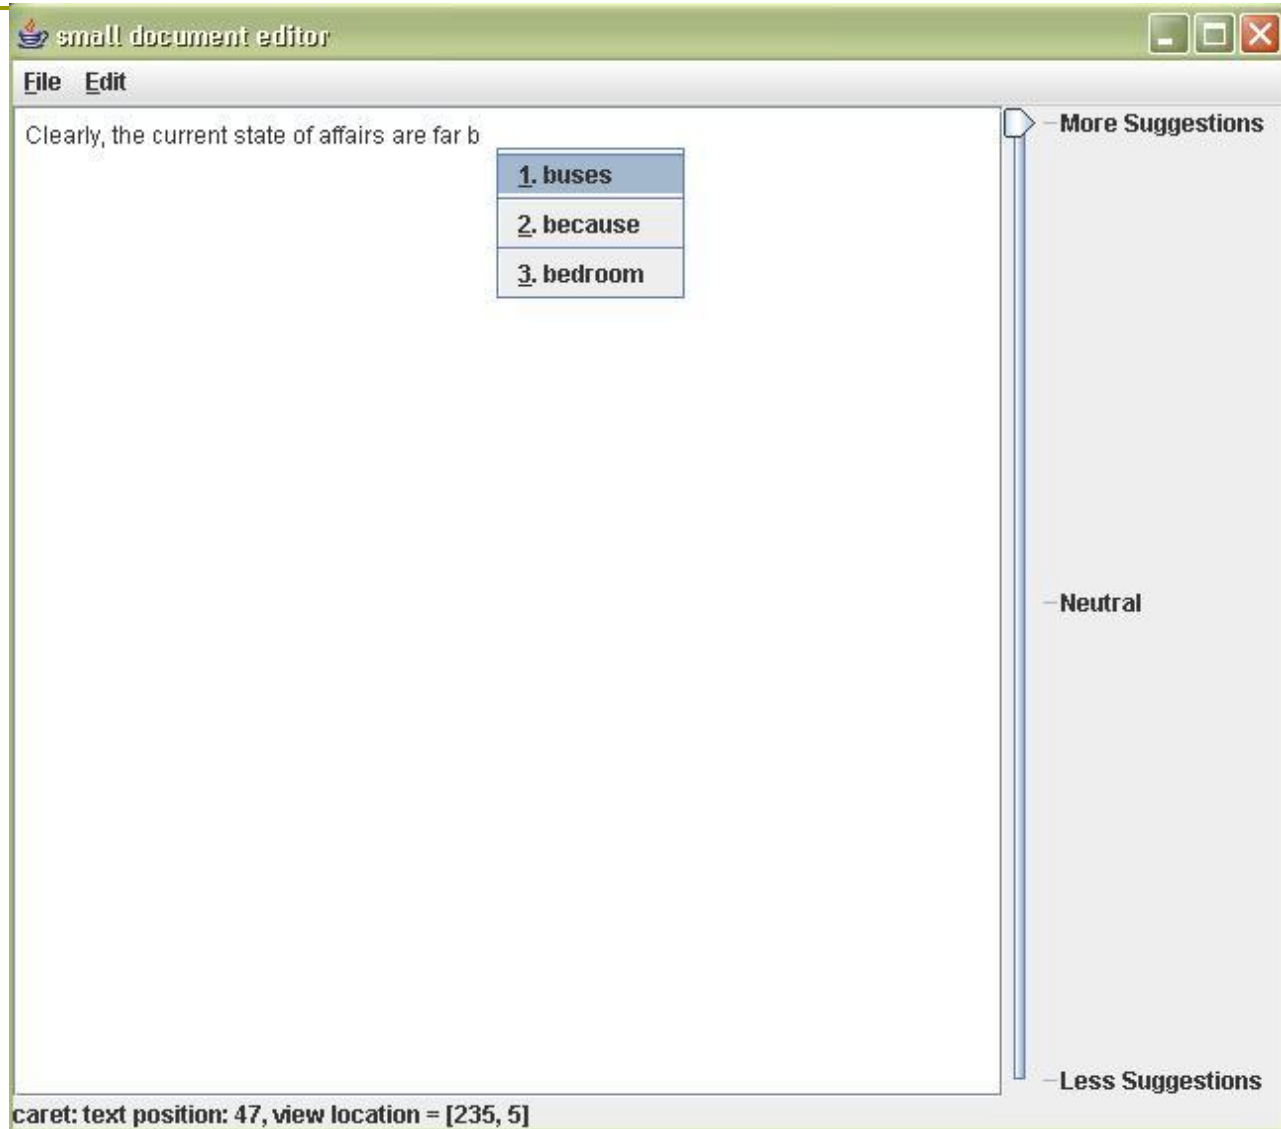 small document editor
File Edit
Clearly, the current state of affairs are far b
1. buses
2. because
3. bedroom
More Suggestions
Neutral
Less Suggestions
caret: text position: 47, view location = [235, 5]